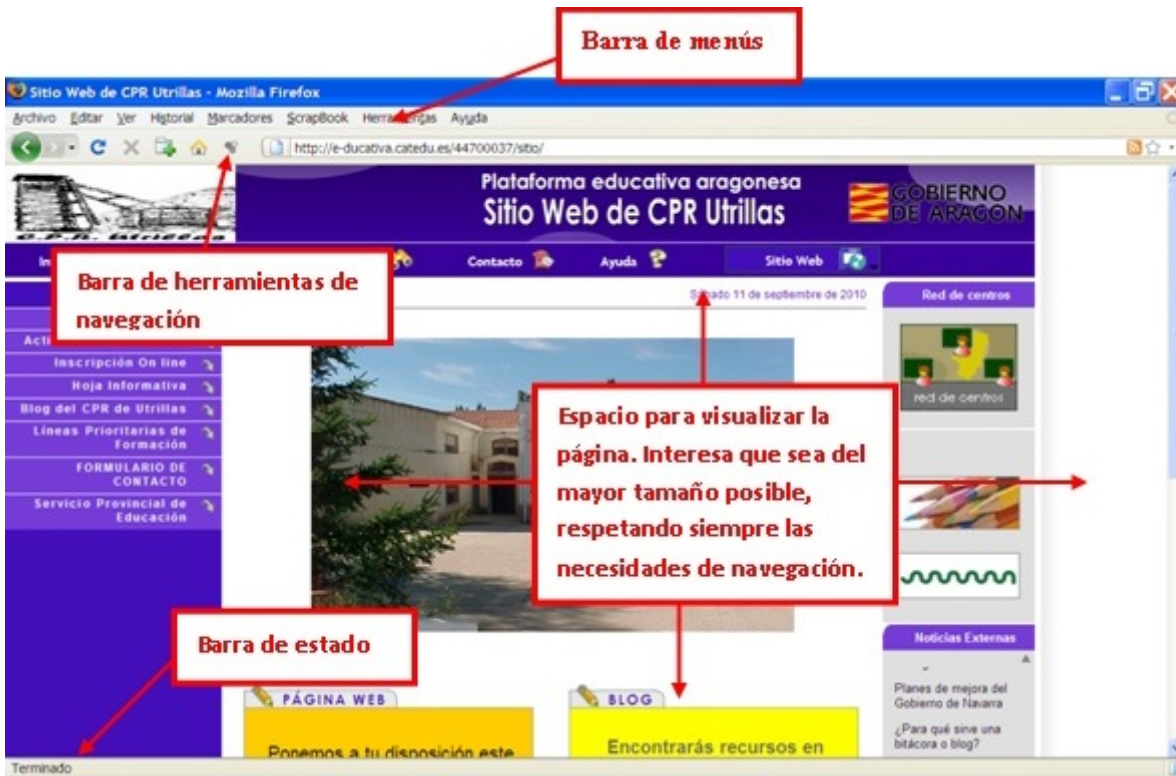 Barra de menús
Sitio Web de CPR Utrillas - Mozilla Firefox
Archivo Editar Ver Historial Marcadores ScrapBook Herramientas Ayuda
http://e-ducativa.catedu.es/44700037/sitio/
Plataforma educativa aragonesa
Sitio Web de CPR Utrillas
GOBIERNO
DE ARAGON
C.P.R. Utrillas
Contacto Ayuda Sitio Web
Barra de herramientas de
navegación
Sábado 11 de septiembre de 2010
Red de centros
Inscripción On line
Hoja Informativa
Blog del CPR de Utrillas
Líneas Prioritarias de
Formación
FORMULARIO DE
CONTACTO
Servicio Provincial de
Educación
red de centros
Espacio para visualizar la
página. Interesa que sea del
mayor tamaño posible,
respetando siempre las
necesidades de navegación.
Barra de estado
Noticias Externas
Planes de mejora del
Gobierno de Navarra
¿Para qué sirve una
bitácora o blog?
PÁGINA WEB
Ponemos a tu disposición este
BLOG
Encontrarás recursos en
Terminado